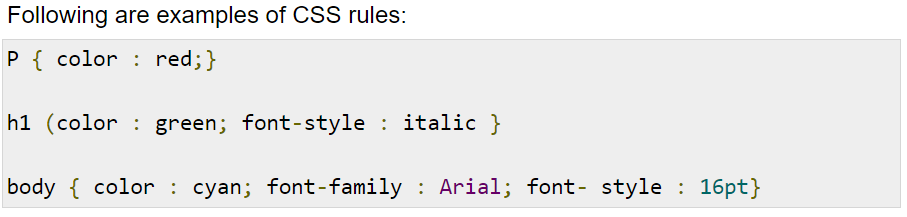 Following are examples of CSS rules:
P { color : red;}
h1 (color : green; font-style : italic }
body { color : cyan; font-family : Arial; font- style : 16pt}